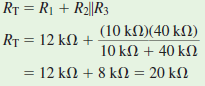 R_T = R_1 + R_2||R_3
R_T = 12 kΩ + (10 kΩ)(40 kΩ) / 10 kΩ + 40 kΩ
= 12 kΩ + 8 kΩ = 20 kΩ